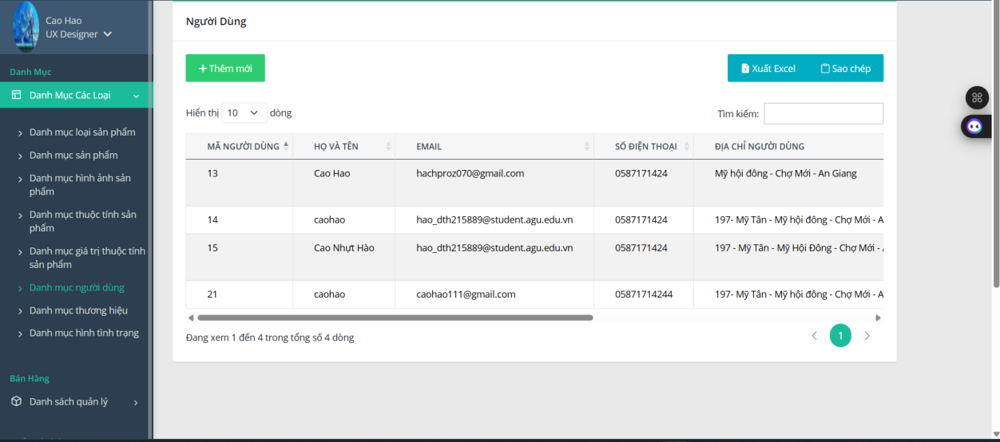 Cao Hao
UX Designer
Danh Mục
Danh Mục Các Loại
Danh mục loại sản phẩm
Danh mục sản phẩm
Danh mục hình ảnh sản
phẩm
Danh mục thuộc tính sản
phẩm
Danh mục giá trị thuộc tính
sản phẩm
Danh mục người dùng
Danh mục thương hiệu
Danh mục hình tình trạng
Bán Hàng
Danh sách quản lý
Người Dùng
+ Thêm mới
Xuất Excel Sao chép
Hiển thị 10 dòng
Tìm kiếm:
MÃ NGƯỜI DÙNG HỌ VÀ TÊN EMAIL SỐ ĐIỆN THOẠI ĐỊA CHỈ NGƯỜI DÙNG
13 Cao Hao hachproz070@gmail.com 0587171424 Mỹ hội đông - Chợ Mới - An Giang
14 caohao hao_dth215889@student.agu.edu.vn 0587171424 197- Mỹ Tân - Mỹ hội đông - Chợ Mới - A
15 Cao Nhựt Hào hao_dth215889@student.agu.edu.vn 0587171424 197 - Mỹ Tân - Mỹ Hội Đông - Chợ Mới -
21 caohao caohao111@gmail.com 05871714244 197- Mỹ Tân - Mỹ hội đông - Chợ Mới - A
Đang xem 1 đến 4 trong tổng số 4 dòng
1